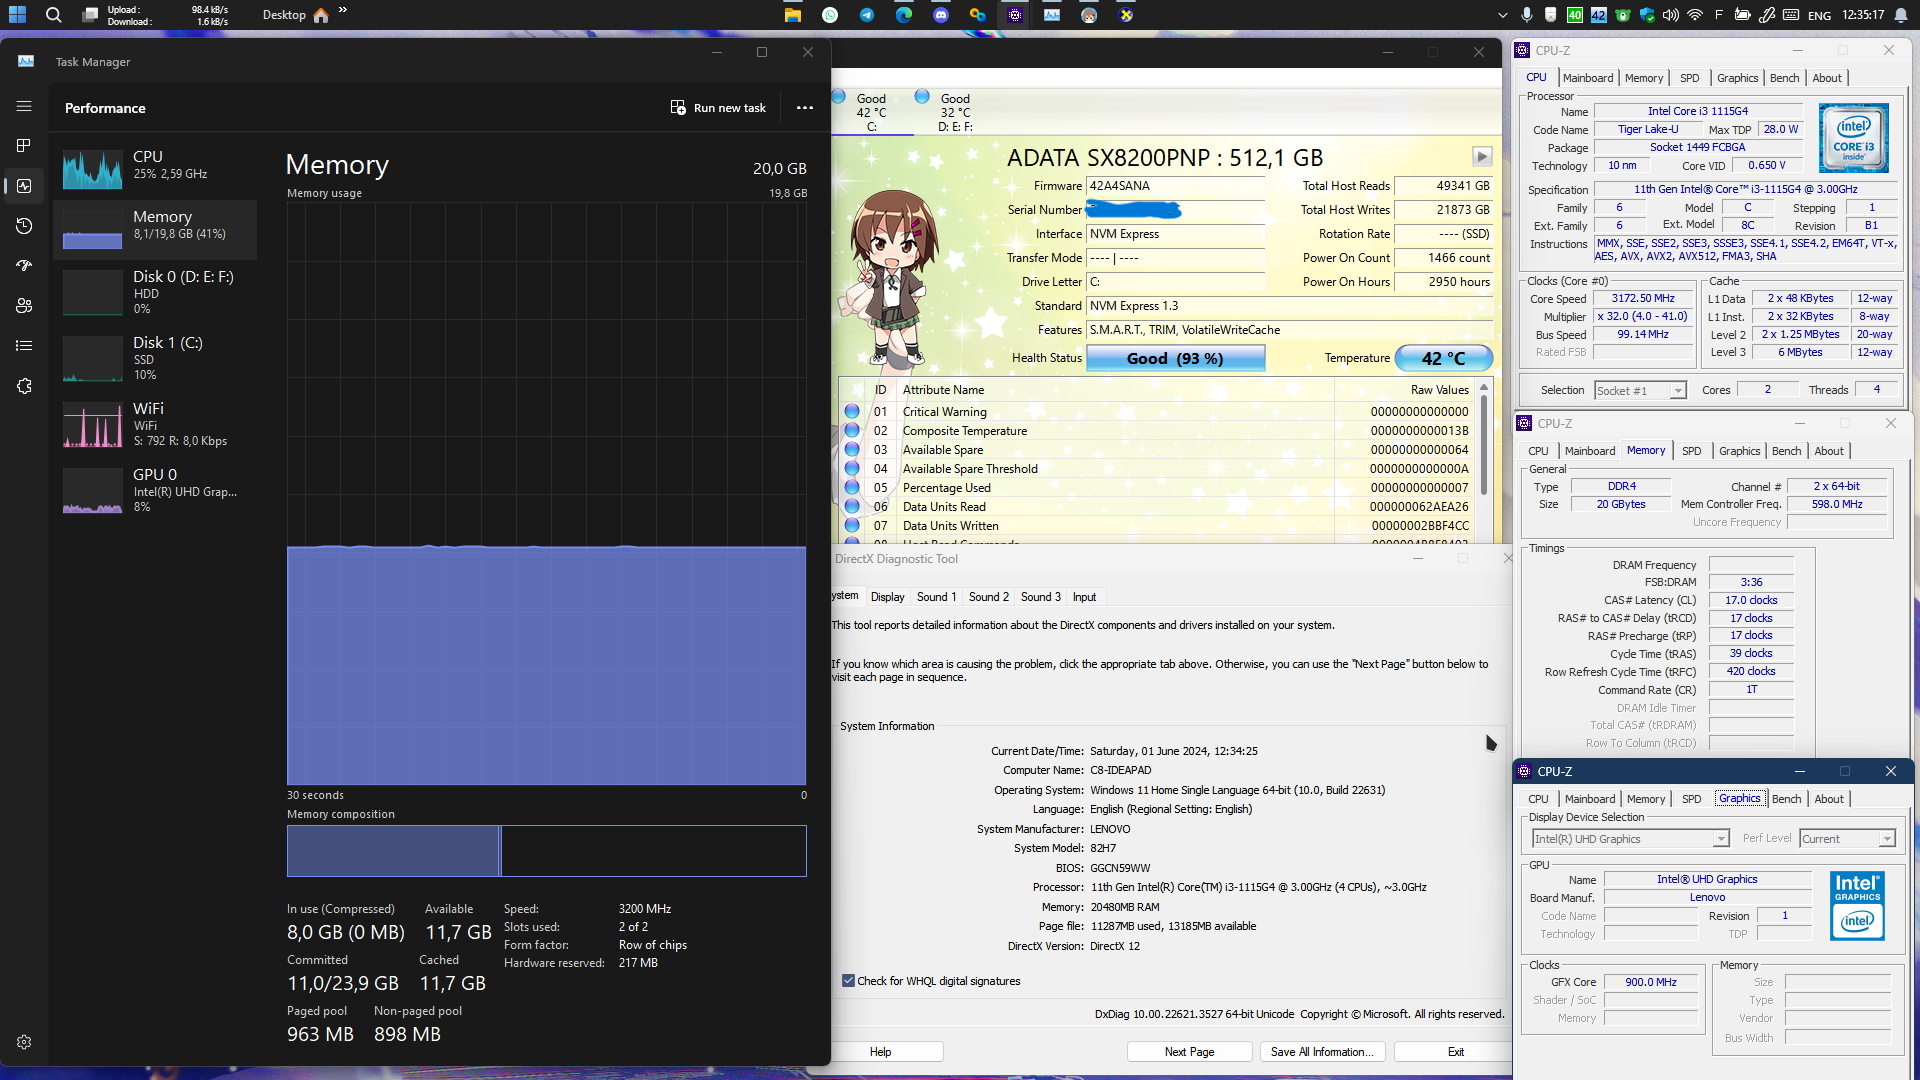 Upload : 98.4 kB/s
Download : 1.6 kB/s
Desktop
»
40
42
F
ENG
12:35:17
Task Manager
Performance
Run new task
CPU
25% 2,59 GHz
Memory
8,1/19,8 GB (41%)
Disk 0 (D: E: F:)
HDD
0%
Disk 1 (C:)
SSD
10%
WiFi
WiFi
S: 792 R: 8,0 Kbps
GPU 0
Intel(R) UHD Grap...
8%
Memory
20,0 GB
Memory usage
19,8 GB
30 seconds
0
Memory composition
In use (Compressed)
8,0 GB (0 MB)
Available
11,7 GB
Committed
11,0/23,9 GB
Cached
11,7 GB
Paged pool
963 MB
Non-paged pool
898 MB
Speed: 3200 MHz
Slots used: 2 of 2
Form factor: Row of chips
Hardware reserved: 217 MB
Good
42 °C
C:
Good
32 °C
D: E: F:
ADATA SX8200PNP : 512,1 GB
Firmware 42A4SANA
Serial Number
Interface NVM Express
Transfer Mode ---- | ----
Drive Letter C:
Standard NVM Express 1.3
Features S.M.A.R.T., TRIM, VolatileWriteCache
Total Host Reads 49341 GB
Total Host Writes 21873 GB
Rotation Rate ---- (SSD)
Power On Count 1466 count
Power On Hours 2950 hours
Health Status Good (93 %)
Temperature 42 °C
ID Attribute Name Raw Values
01 Critical Warning 00000000000000
02 Composite Temperature 0000000000013B
03 Available Spare 00000000000064
04 Available Spare Threshold 0000000000000A
05 Percentage Used 00000000000007
06 Data Units Read 000000062AEA26
07 Data Units Written 00000002BBF4CC
DirectX Diagnostic Tool
ystem
Display
Sound 1
Sound 2
Sound 3
Input
This tool reports detailed information about the DirectX components and drivers installed on your system.
If you know which area is causing the problem, click the appropriate tab above. Otherwise, you can use the "Next Page" button below to
visit each page in sequence.
System Information
Current Date/Time: Saturday, 01 June 2024, 12:34:25
Computer Name: C8-IDEAPAD
Operating System: Windows 11 Home Single Language 64-bit (10.0, Build 22631)
Language: English (Regional Setting: English)
System Manufacturer: LENOVO
System Model: 82H7
BIOS: GGCN59WW
Processor: 11th Gen Intel(R) Core(TM) i3-1115G4 @ 3.00GHz (4 CPUs), ~3.0GHz
Memory: 20480MB RAM
Page file: 11287MB used, 13185MB available
DirectX Version: DirectX 12
Check for WHQL digital signatures
DxDiag 10.00.22621.3527 64-bit Unicode Copyright © Microsoft. All rights reserved.
Help
Next Page
Save All Information...
Exit
CPU-Z
CPU Mainboard Memory SPD Graphics Bench About
Processor
Name Intel Core i3 1115G4
Code Name Tiger Lake-U Max TDP 28.0 W
Package Socket 1449 FCBGA
Technology 10 nm Core VID 0.650 V
intel
CORE i3
inside
Specification 11th Gen Intel® Core™ i3-1115G4 @ 3.00GHz
Family 6 Model C Stepping 1
Ext. Family 6 Ext. Model 8C Revision B1
Instructions MMX, SSE, SSE2, SSE3, SSSE3, SSE4.1, SSE4.2, EM64T, VT-x,
AES, AVX, AVX2, AVX512, FMA3, SHA
Clocks (Core #0)
Core Speed 3172.50 MHz
Multiplier x 32.0 (4.0 - 41.0)
Bus Speed 99.14 MHz
Rated FSB
Cache
L1 Data 2 x 48 KBytes 12-way
L1 Inst. 2 x 32 KBytes 8-way
Level 2 2 x 1.25 MBytes 20-way
Level 3 6 MBytes 12-way
Selection Socket #1 Cores 2 Threads 4
CPU-Z
CPU Mainboard Memory SPD Graphics Bench About
General
Type DDR4 Channel # 2 x 64-bit
Size 20 GBytes Mem Controller Freq. 598.0 MHz
Uncore Frequency
Timings
DRAM Frequency
FSB:DRAM 3:36
CAS# Latency (CL) 17.0 clocks
RAS# to CAS# Delay (tRCD) 17 clocks
RAS# Precharge (tRP) 17 clocks
Cycle Time (tRAS) 39 clocks
Row Refresh Cycle Time (tRFC) 420 clocks
Command Rate (CR) 1T
DRAM Idle Timer
Total CAS# (tRDRAM)
Row To Column (tRCD)
CPU-Z
CPU Mainboard Memory SPD Graphics Bench About
Display Device Selection
Intel(R) UHD Graphics Perf Level Current
GPU
Name Intel® UHD Graphics
Board Manuf. Lenovo
Code Name Revision 1
Technology TDP
intel
GRAPHICS
intel
Clocks
GFX Core 900.0 MHz
Shader / SoC
Memory
Memory
Size
Type
Vendor
Bus Width